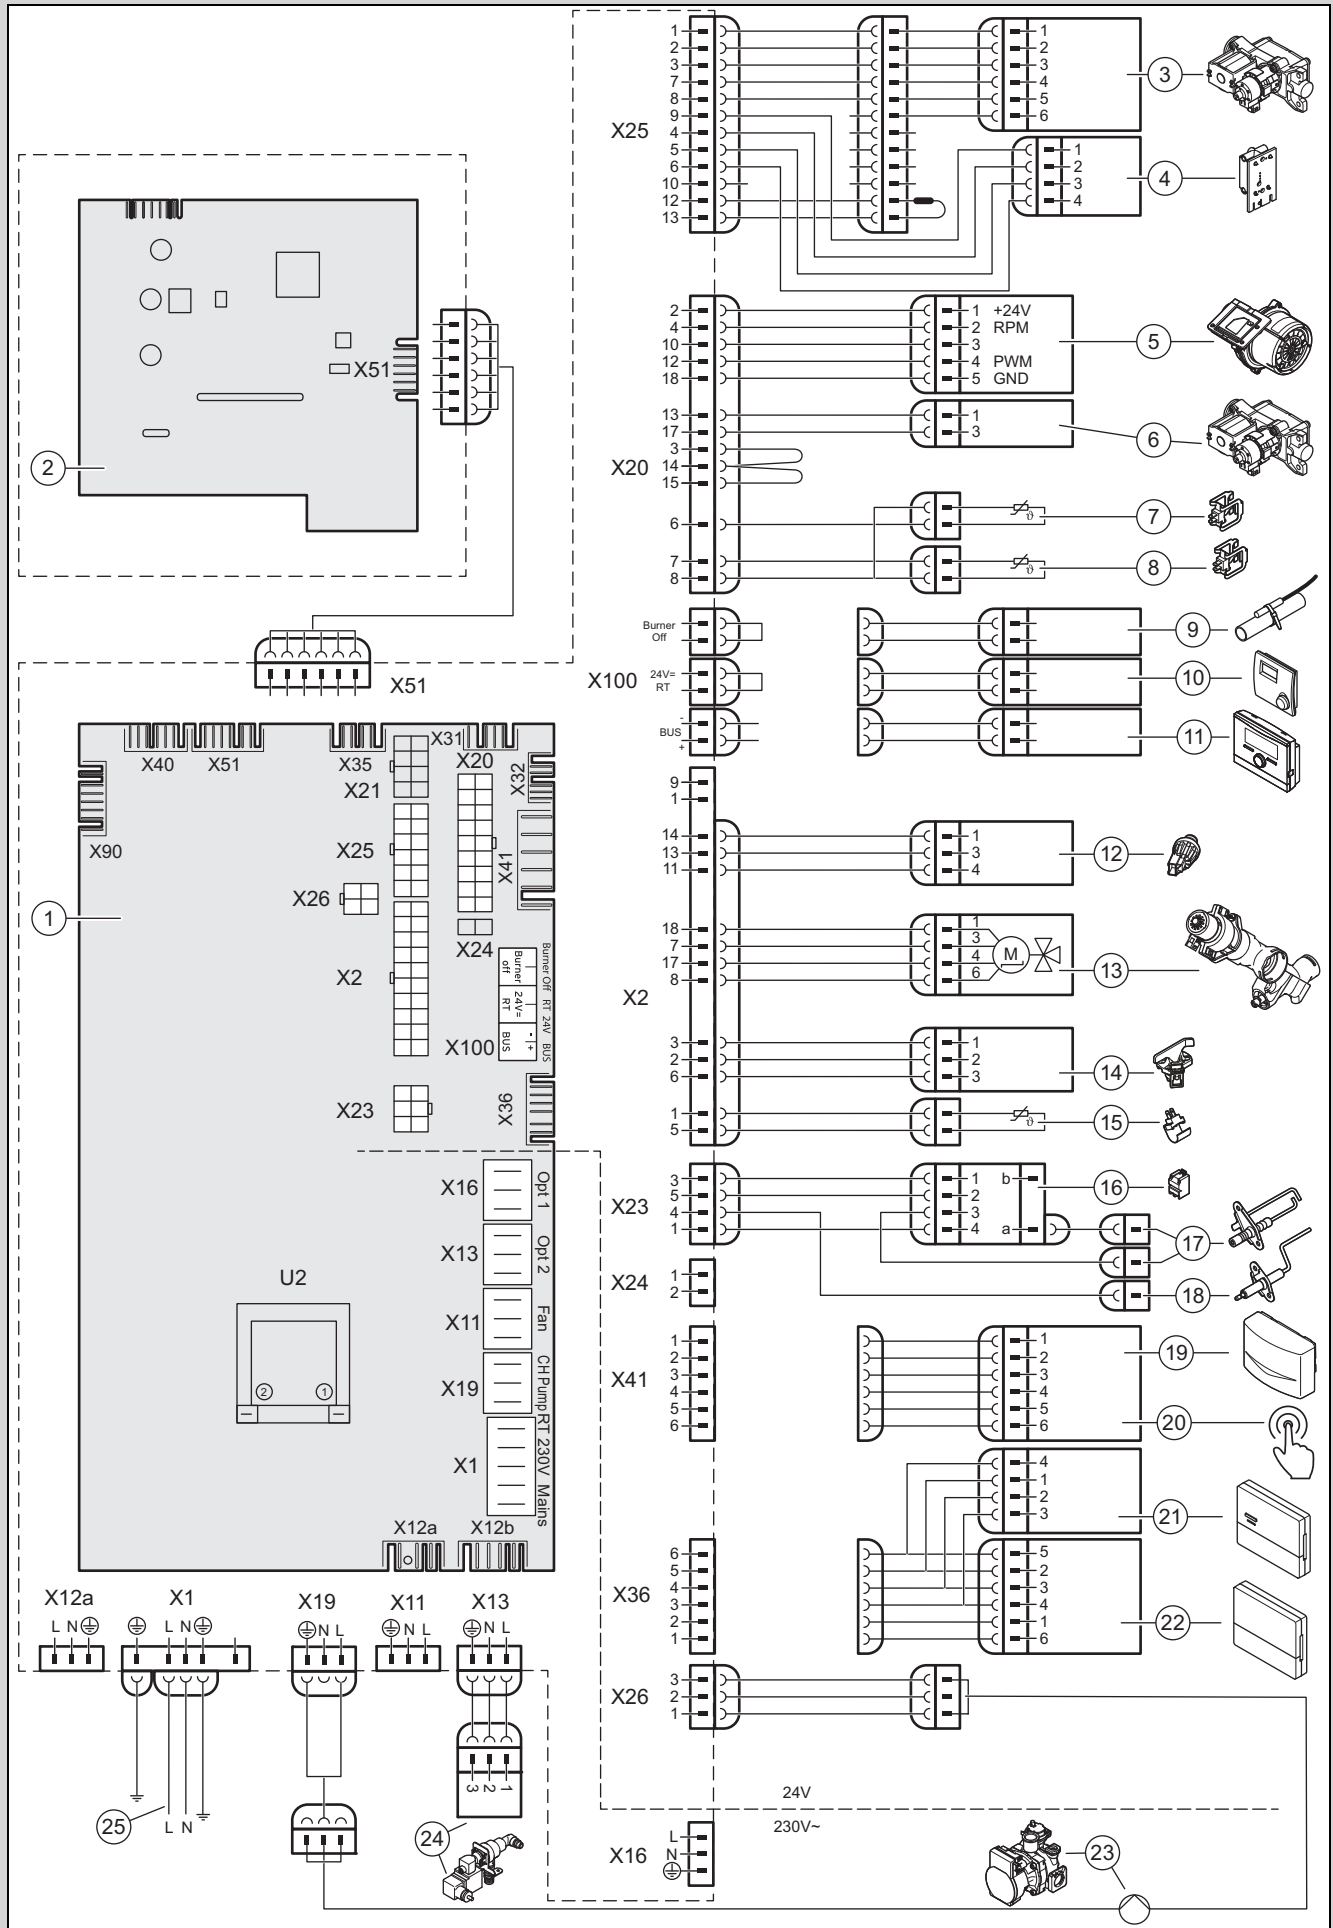 X25
1
2
3
7
8
9
4
5
6
10
12
13
1
2
3
4
5
6
3
1
2
3
4
4
X51
2
X20
2
4
10
12
18
13
17
3
14
15
6
7
8
1 +24V
2 RPM
3
4 PWM
5 GND
5
1
3
6
ϑ
7
ϑ
8
X51
X100
Burner
Off
24V=
RT
-
BUS
+
9
10
11
X40
X51
X35
X31
X21
X20
X32
X90
X25
X41
X26
1
X24
X2
Burner
off
24V=
RT
- +
BUS
Burner Off RT 24V BUS
X100
X23
X36
X16
Opt 1
X13
Opt 2
U2
X11
Fan
2
1
X19
CH Pump
X1
RT 230V Mains
X12a
X12b
X2
9
1
14
13
11
18
7
17
8
3
2
6
1
5
1
3
4
12
1
3
4
6
M
13
1
2
3
14
ϑ
15
X23
3
5
4
1
1
2
3
4
b
a
16
17
X24
1
2
18
X41
1
2
3
4
5
6
1
2
3
4
5
6
19
20
4
1
2
3
21
X36
6
5
4
3
2
1
5
2
3
4
1
6
22
X26
3
2
1
X12a
L N
X1
L N
X19
N L
X11
N L
X13
N L
3 2 1
25
L N
24
24V
230V~
X16
L
N
23